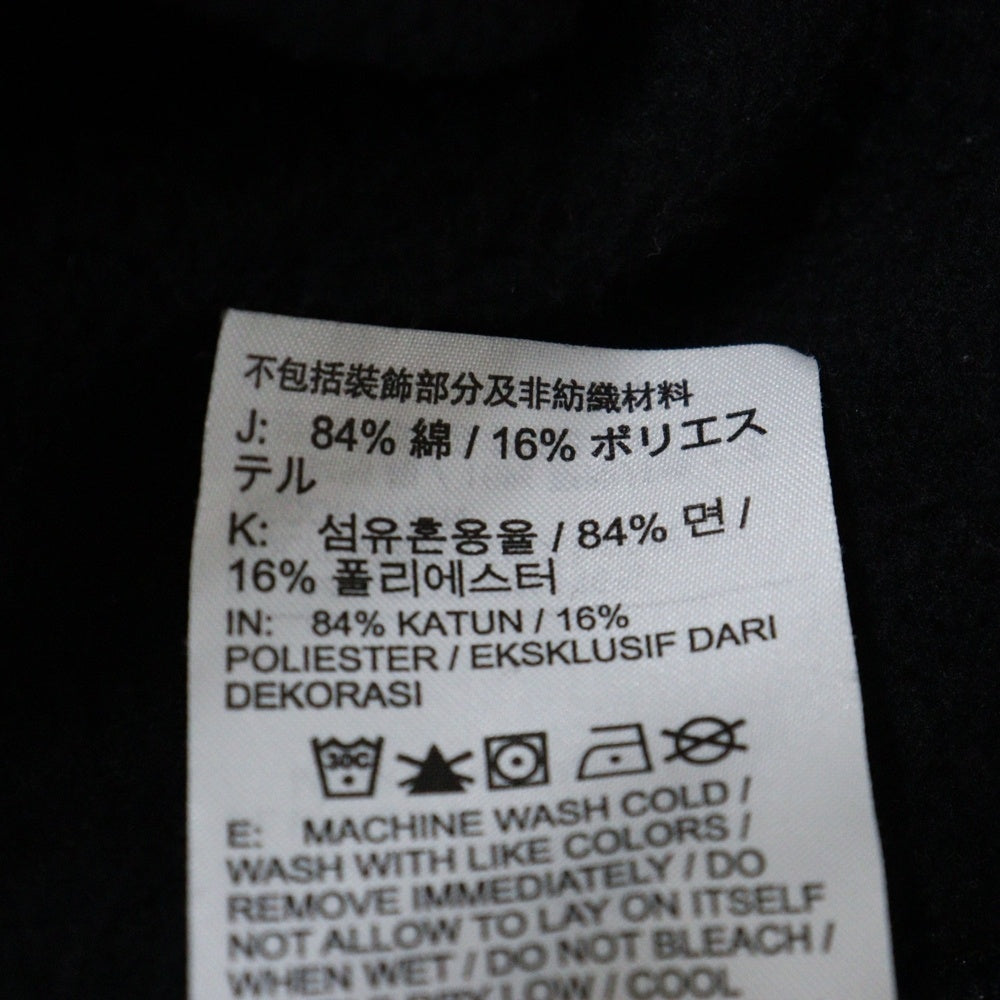 不包括裝飾部分及非紡織材料
J: 84% 綿 / 16% ポリエス
テル
K: 섬유혼용율 / 84% 면 /
16% 폴리에스터
IN: 84% KATUN / 16%
POLIESTER / EKSKLUSIF DARI
DEKORASI
30C
E: MACHINE WASH COLD /
WASH WITH LIKE COLORS /
REMOVE IMMEDIATELY / DO
NOT ALLOW TO LAY ON ITSELF
WHEN WET / DO NOT BLEACH /
DRY LOW / COOL